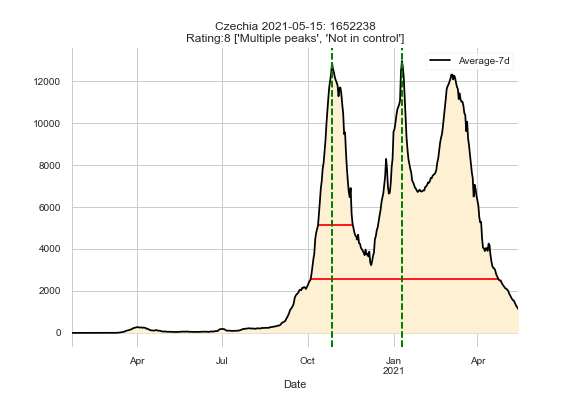 Czechia 2021-05-15: 1652238
Rating:8 ['Multiple peaks', 'Not in control']
Average-7d
12000
10000
8000
6000
4000
2000
0
Apr
Jul
Oct
Jan
2021
Apr
Date